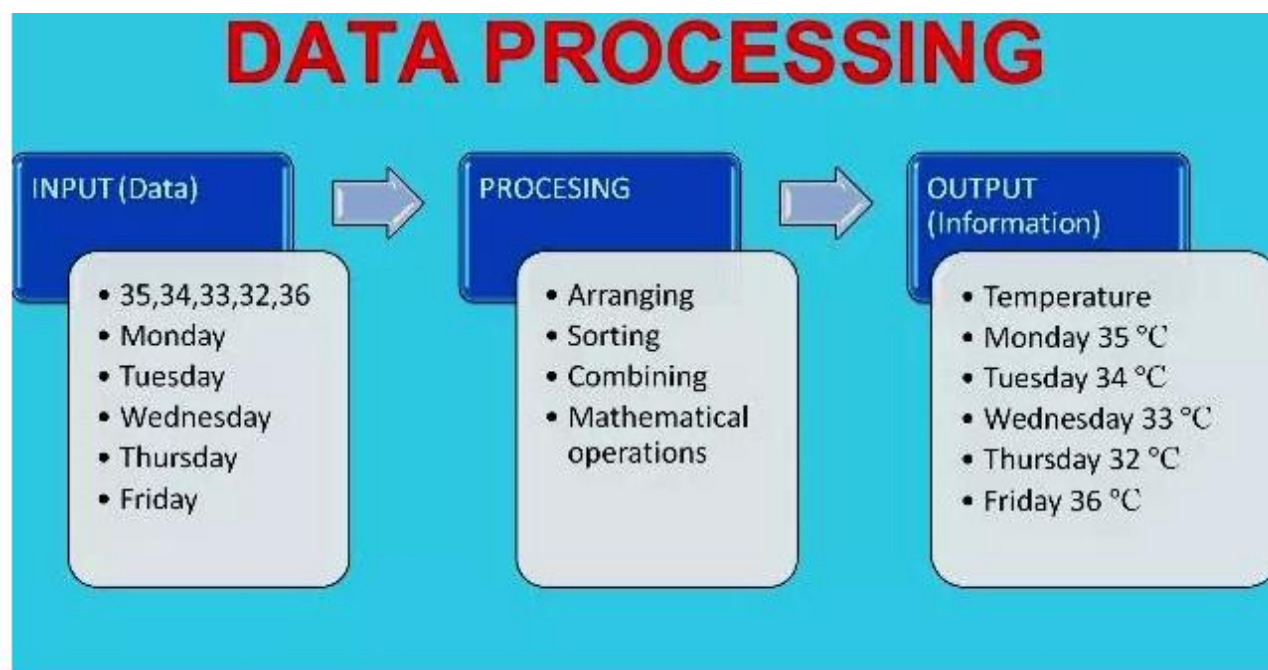 DATA PROCESSING
INPUT (Data)
• 35,34,33,32,36
• Monday
• Tuesday
• Wednesday
• Thursday
• Friday
PROCESING
• Arranging
• Sorting
• Combining
• Mathematical
operations
OUTPUT
(Information)
• Temperature
• Monday 35 °C
• Tuesday 34 °C
• Wednesday 33 °C
• Thursday 32 °C
• Friday 36 °C